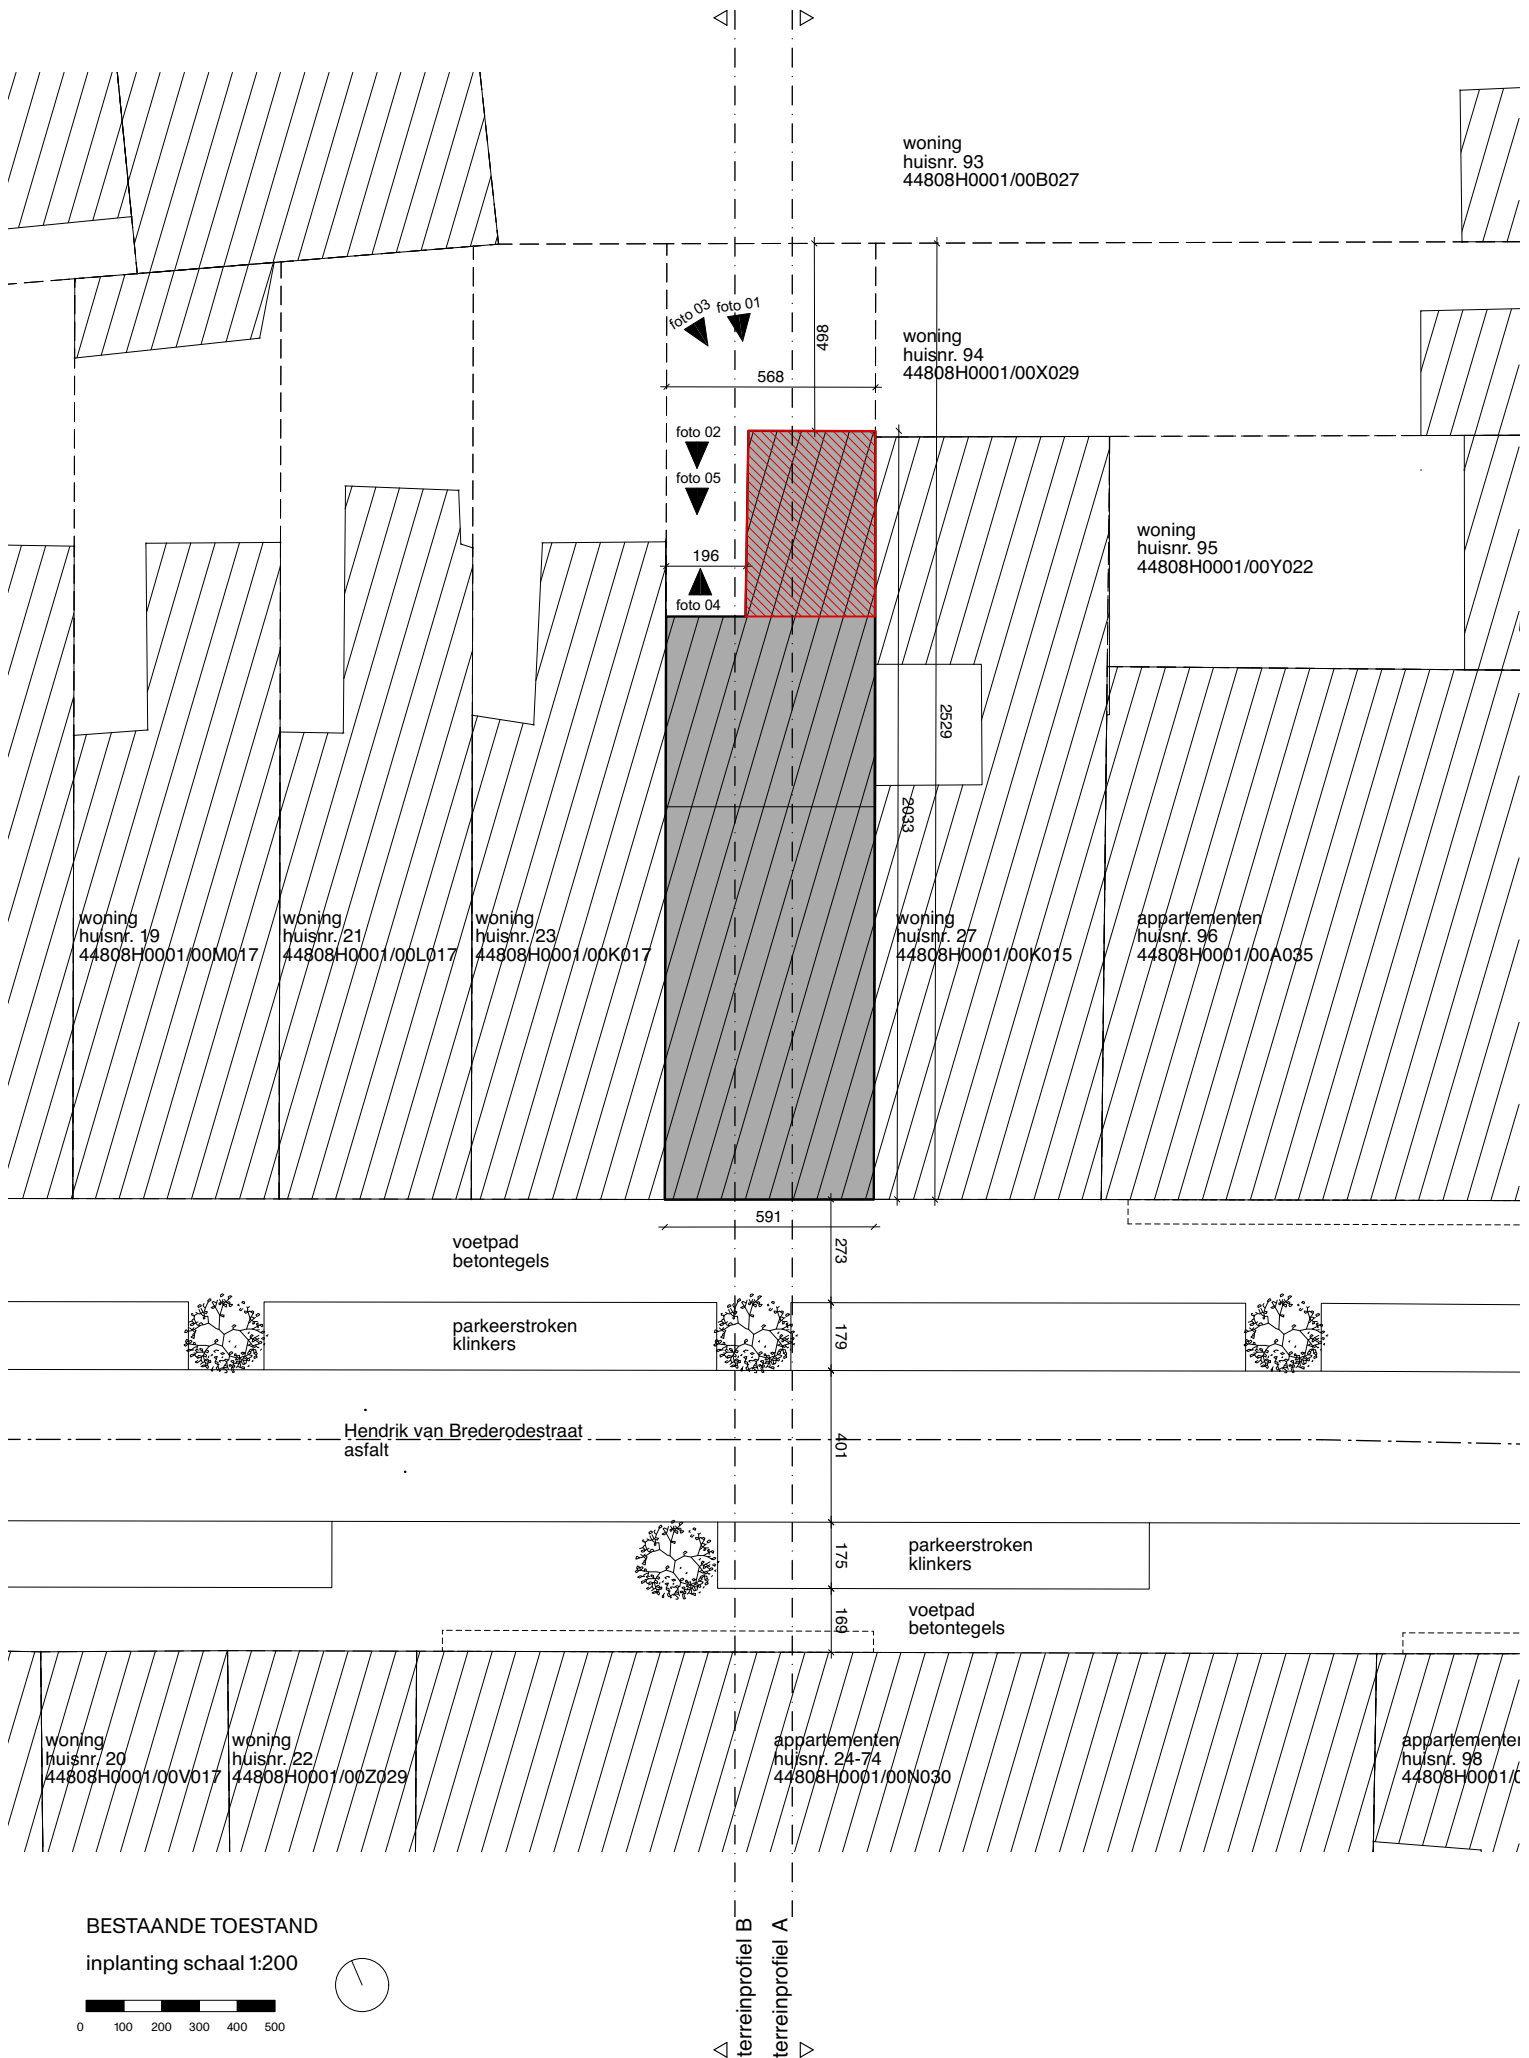 woning
huisnr. 93
44808H0001/00B027
foto 03
foto 01
498
woning
huisnr. 94
44808H0001/00X029
568
foto 02
foto 05
196
foto 04
woning
huisnr. 95
44808H0001/00Y022
2529
2033
woning
huisnr. 19
44808H0001/00M017
woning
huisnr. 21
44808H0001/00L017
woning
huisnr. 23
44808H0001/00K017
woning
huisnr. 27
44808H0001/00K015
appartementen
huisnr. 96
44808H0001/00A035
591
273
voetpad
betontegels
parkeerstroken
klinkers
179
Hendrik van Brederodestraat
asfalt
401
175
parkeerstroken
klinkers
169
voetpad
betontegels
woning
huisnr. 20
44808H0001/00V017
woning
huisnr. 22
44808H0001/00Z029
appartementen
huisnr. 24-74
44808H0001/00N030
appartementen
huisnr. 98
44808H0001/0
BESTAANDE TOESTAND
inplanting schaal 1:200
0 100 200 300 400 500
terreinprofiel B
terreinprofiel A